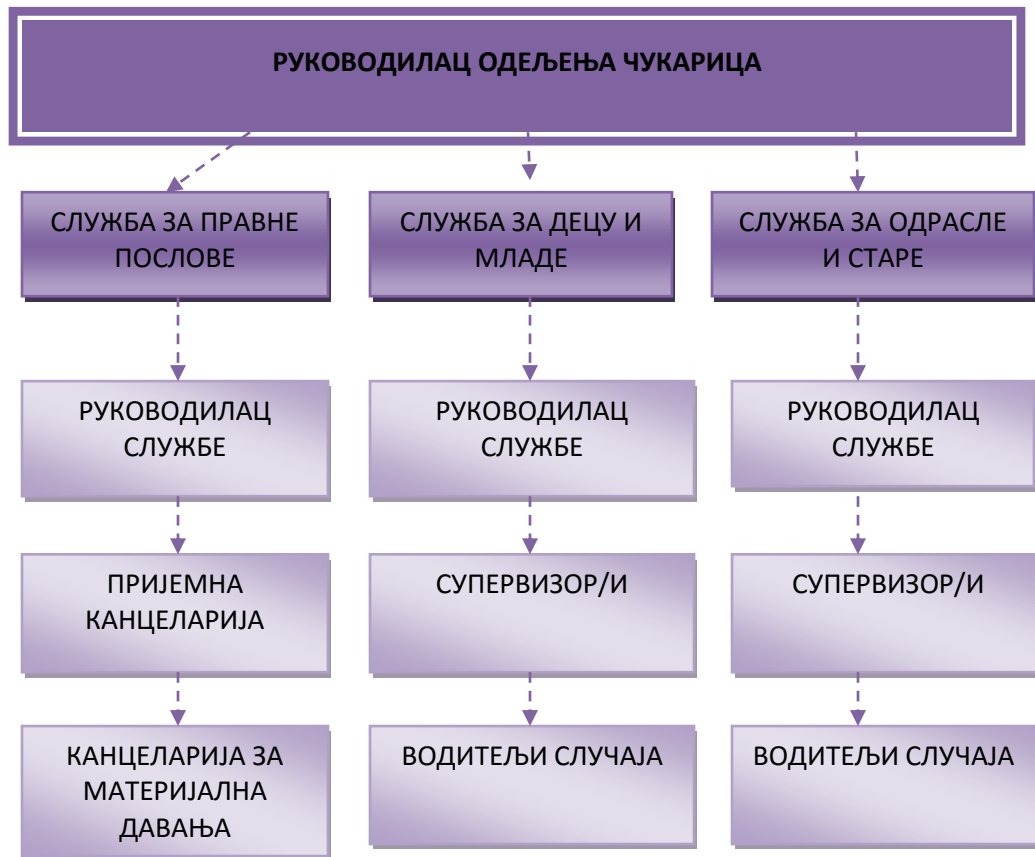 РУКОВОДИЛАЦ ОДЕЉЕЊА ЧУКАРИЦА
СЛУЖБА ЗА ПРАВНЕ
ПОСЛОВЕ
СЛУЖБА ЗА ДЕЦУ И
МЛАДЕ
СЛУЖБА ЗА ОДРАСЛЕ
И СТАРЕ
РУКОВОДИЛАЦ
СЛУЖБЕ
РУКОВОДИЛАЦ
СЛУЖБЕ
РУКОВОДИЛАЦ
СЛУЖБЕ
ПРИЈЕМНА
КАНЦЕЛАРИЈА
СУПЕРВИЗОР/И
СУПЕРВИЗОР/И
КАНЦЕЛАРИЈА ЗА
МАТЕРИЈАЛНА
ДАВАЊА
ВОДИТЕЉИ СЛУЧАЈА
ВОДИТЕЉИ СЛУЧАЈА